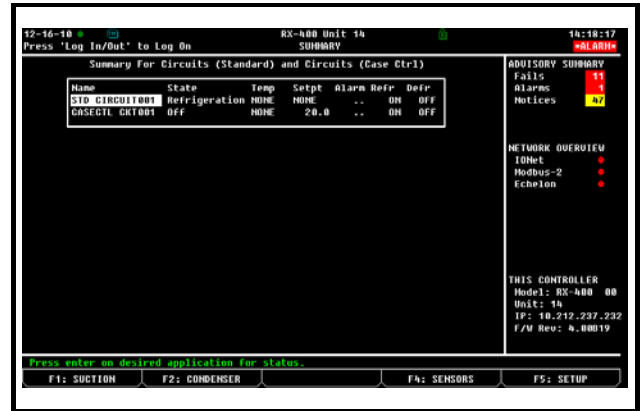 12-16-10 RX-400 Unit 14 14:18:17
Press 'Log In/Out' to Log On SUMMARY *ALARM*
Summary For Circuits (Standard) and Circuits (Case Ctrl)
Name State Temp Setpt Alarm Refr Defr
STD CIRCUIT001 Refrigeration NONE NONE .. ON OFF
CASECTL CKT001 Off NONE 20.0 .. ON OFF
ADVISORY SUMMARY
Fails 11
Alarms 1
Notices 47
NETWORK OVERVIEW
IONet
Modbus-2
Echelon
THIS CONTROLLER
Model: RX-400 00
Unit: 14
IP: 10.212.237.232
F/W Rev: 4.00B19
Press enter on desired application for status.
F1: SUCTION F2: CONDENSER F4: SENSORS F5: SETUP